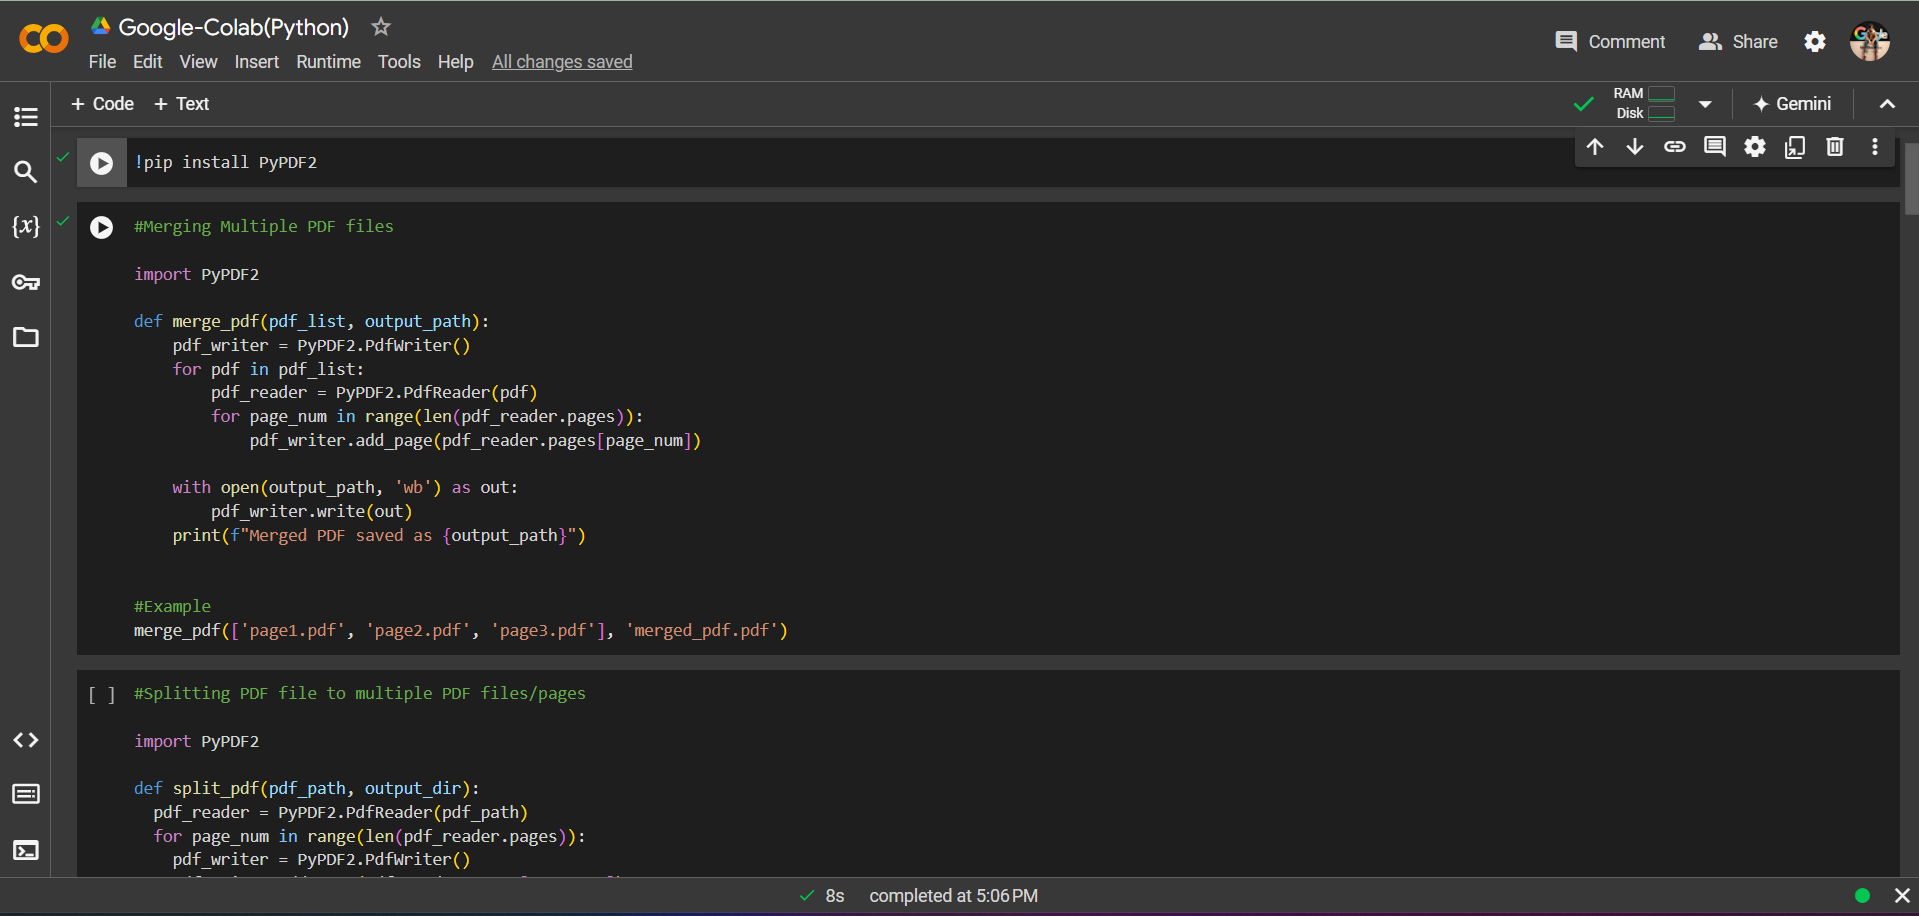 Google-Colab(Python)
File Edit View Insert Runtime Tools Help All changes saved
Comment Share
+ Code + Text
RAM
Disk
Gemini
!pip install PyPDF2
#Merging Multiple PDF files
import PyPDF2
def merge_pdf(pdf_list, output_path):
    pdf_writer = PyPDF2.PdfWriter()
    for pdf in pdf_list:
        pdf_reader = PyPDF2.PdfReader(pdf)
        for page_num in range(len(pdf_reader.pages)):
            pdf_writer.add_page(pdf_reader.pages[page_num])
    with open(output_path, 'wb') as out:
        pdf_writer.write(out)
    print(f"Merged PDF saved as {output_path}")
#Example
merge_pdf(['page1.pdf', 'page2.pdf', 'page3.pdf'], 'merged_pdf.pdf')
[ ] #Splitting PDF file to multiple PDF files/pages
import PyPDF2
def split_pdf(pdf_path, output_dir):
  pdf_reader = PyPDF2.PdfReader(pdf_path)
  for page_num in range(len(pdf_reader.pages)):
    pdf_writer = PyPDF2.PdfWriter()
8s completed at 5:06 PM